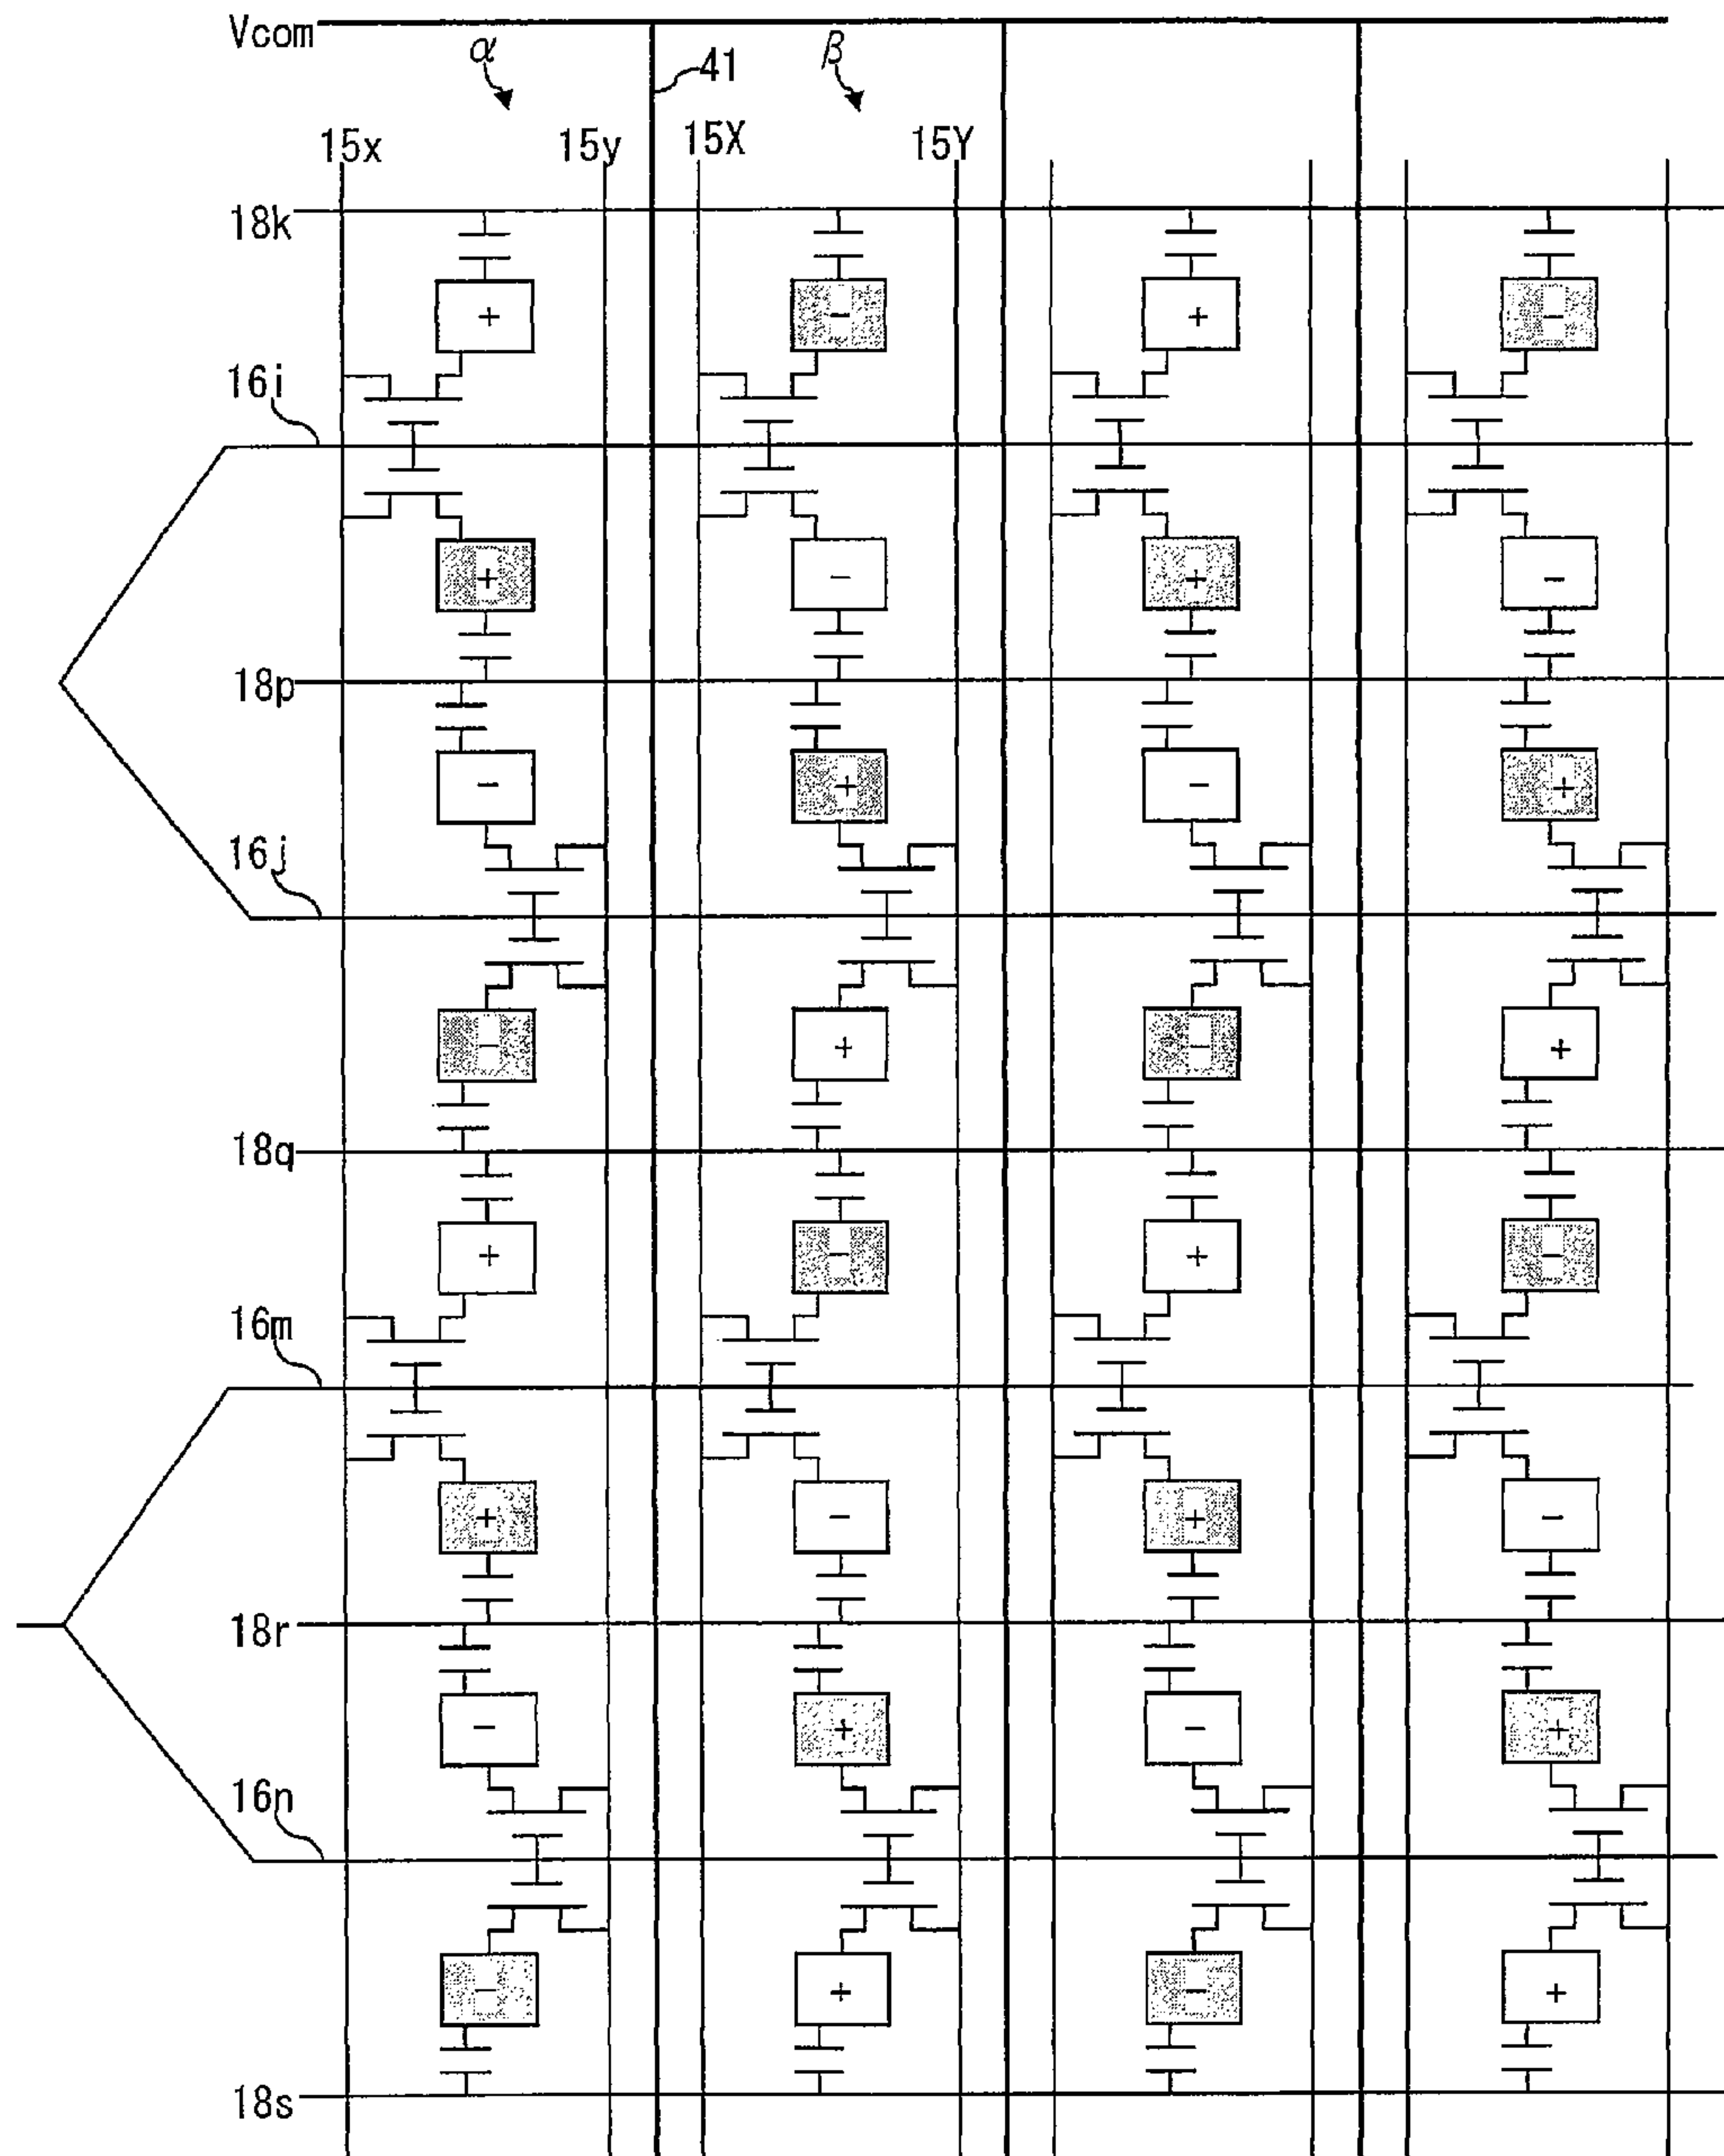 Vcom
α
41
β
15x
15y
15X
15Y
18k
+ - + -
16i
+ - + -
18p
- + - +
16j
- + - +
18q
+ - + -
16m
+ - + -
18r
- + - +
16n
- + - +
18s